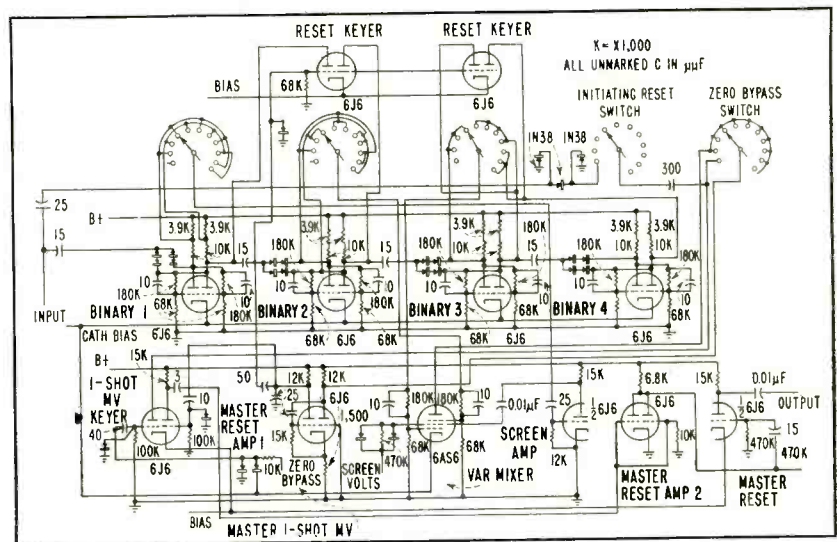 RESET KEYER
RESET KEYER
K = X1,000
ALL UNMARKED C IN µµF
68K
BIAS
6J6
6J6
INITIATING RESET
SWITCH
ZERO BYPASS
SWITCH
1N38
1N38
300
25
B+
3.9K
3.9K
3.9K
3.9K
3.9K
3.9K
15
10K
15
180K
10K
15
180K
10K
15
180K
10K
180K
10
10
10
10
10
10
10
10
INPUT
180K
BINARY 1
68K
180K
BINARY 2
180K
BINARY 3
BINARY 4
CATH BIAS
68K
6J6
68K
6J6
68K
68K
6J6
68K
68K
6J6
68K
B+
15K
3
50
12K
12K
15K
6.8K
15K
0.01µF
OUTPUT
1-SHOT
MV
KEYER
10
MASTER
RESET
AMP 1
25
6J6
1,500
10
180K
180K
10
0.01µF
25
½
6J6
6J6
½
6J6
15
40
100K
6J6
100K
15K
68K
6AS6
68K
SCREEN
AMP
12K
10K
470K
470K
10K
ZERO
BYPASS
SCREEN
VOLTS
470K
VAR MIXER
MASTER
RESET AMP 2
MASTER
RESET
BIAS
MASTER 1-SHOT MV